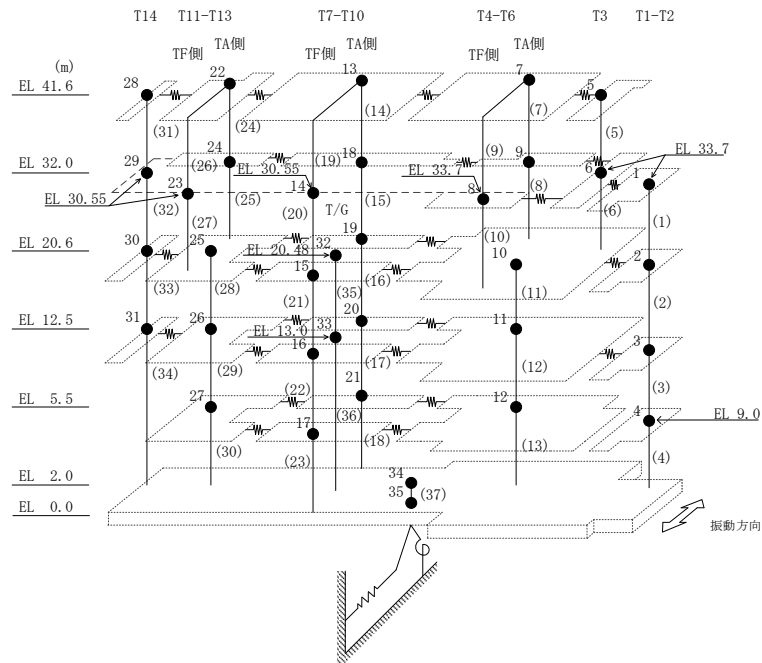 T14 T11-T13 T7-T10 T4-T6 T3 T1-T2
TF側 TA側 TF側 TA側 TF側 TA側
(m)
EL 41.6
28 22 13 7 5
(31) (24) (14) (7) (5)
EL 32.0
29 24 (26) (19) 18 (9) 9 6 1 EL 33.7
EL 30.55 EL 33.7
23 14 8 (8)
EL 30.55
(32) (25) (15) (6)
(27) (20) T/G (1)
EL 20.6
30 25 32 19 (10) 10 2
EL 20.48
15
(33) (28) (35) (16) (11) (2)
EL 12.5
31 26 (21) 33 20 11
EL 13.0
16 3
(34) (29) (17) (12) (3)
EL 5.5
27 (22) 21 12 4 EL 9.0
17 (36)
(30) (18) (13) (4)
(23)
EL 2.0
34
35 (37)
EL 0.0
振動方向